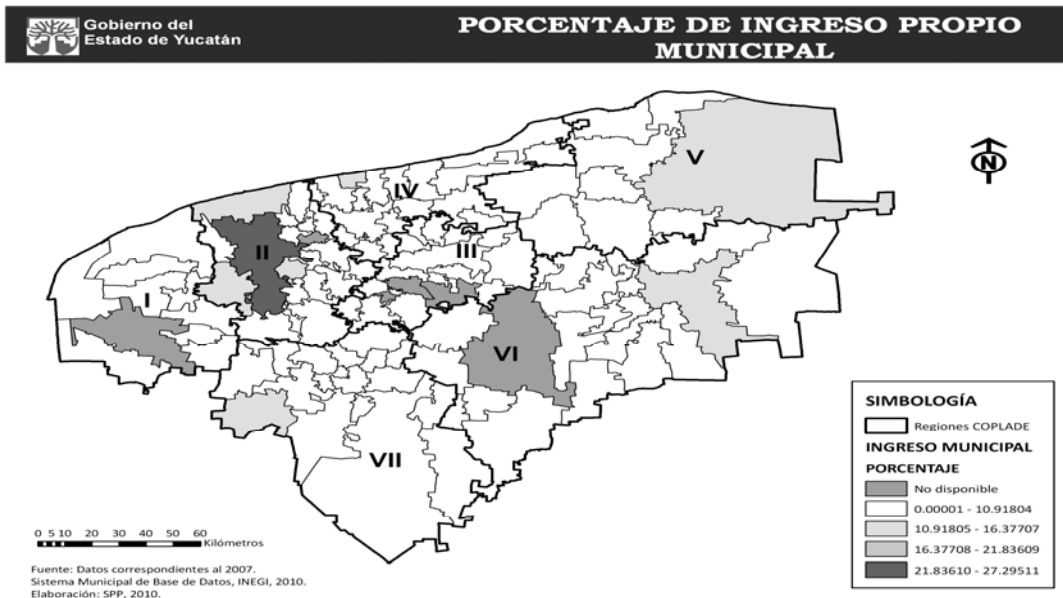 Gobierno del
Estado de Yucatán
PORCENTAJE DE INGRESO PROPIO
MUNICIPAL
V
N
IV
II
III
I
VI
VII
SIMBOLOGÍA
Regiones COPLADE
INGRESO MUNICIPAL
PORCENTAJE
No disponible
0.00001 - 10.91804
10.91805 - 16.37707
16.37708 - 21.83609
21.83610 - 27.29511
0 5 10 20 30 40 50 60
Kilómetros
Fuente: Datos correspondientes al 2007.
Sistema Municipal de Base de Datos, INEGI, 2010.
Elaboración: SPP, 2010.